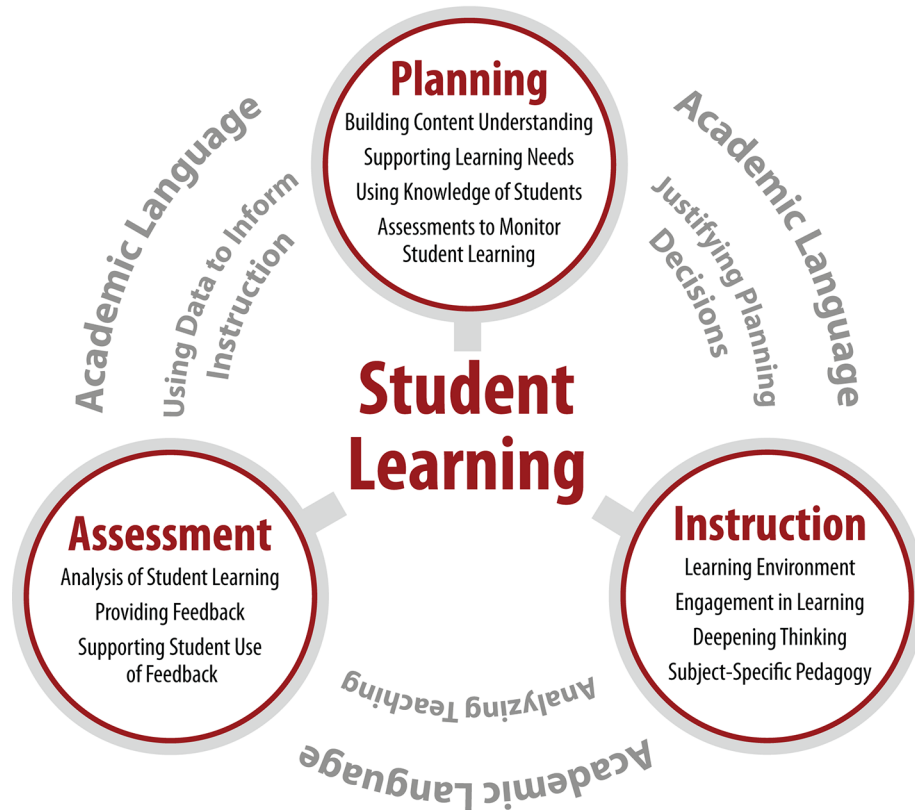 Planning
Building Content Understanding
Supporting Learning Needs
Using Knowledge of Students
Assessments to Monitor
Student Learning
Academic Language
Using Data to Inform
Instruction
Academic Language
Justifying Planning
Decisions
Student
Learning
Assessment
Analysis of Student Learning
Providing Feedback
Supporting Student Use
of Feedback
Instruction
Learning Environment
Engagement in Learning
Deepening Thinking
Subject-Specific Pedagogy
Analyzing Teaching
Academic Language